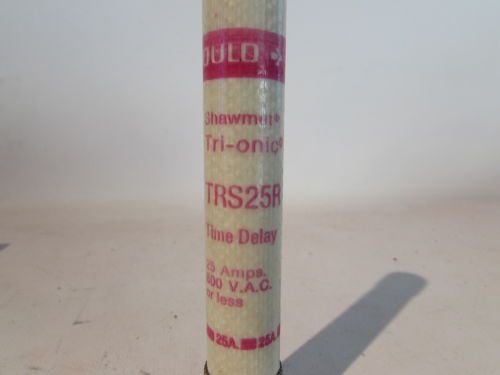 OULD
Shawmut®
Tri-onic®
TRS25R
Time Delay
25 Amps.
600 V.A.C.
or less
25A. 25A.